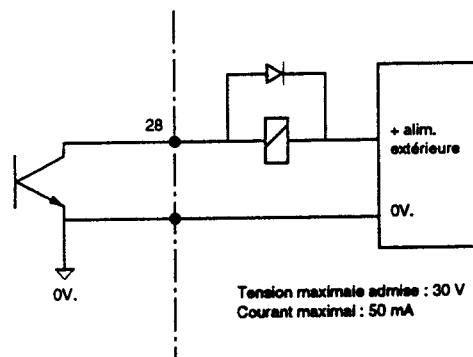 28
+ alim.
extérieure
0V.
0V.
Tension maximale admise : 30 V
Courant maximal : 50 mA